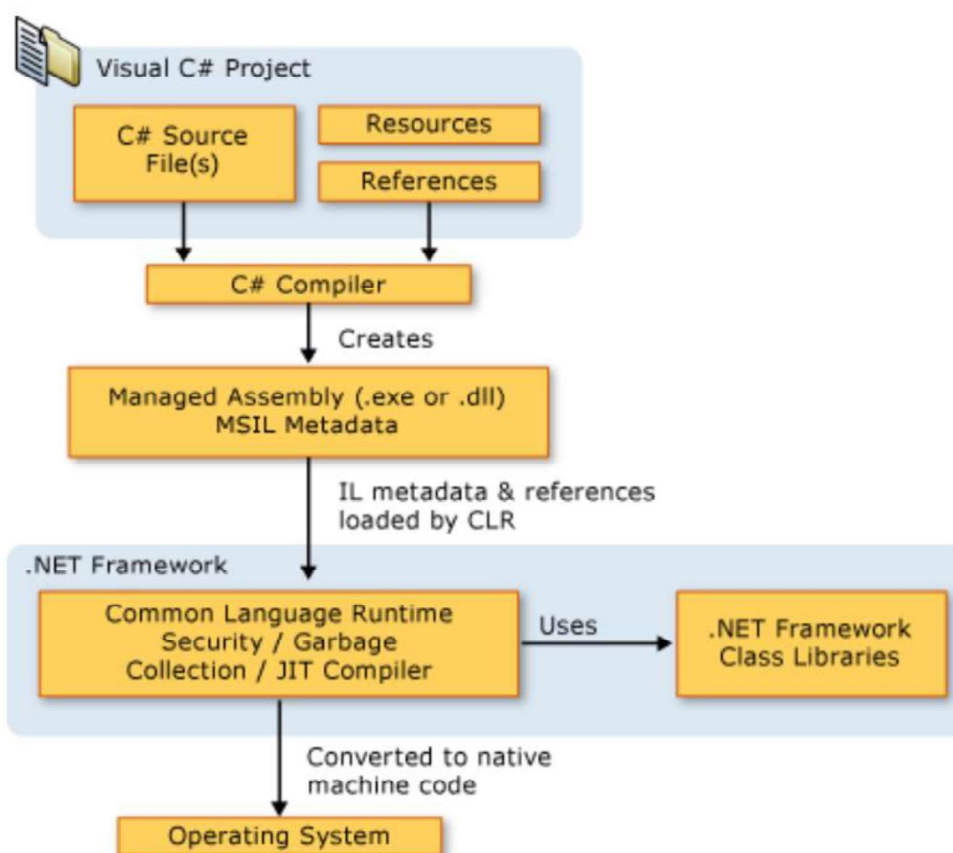 Visual C# Project
C# Source
File(s)
Resources
References
C# Compiler
Creates
Managed Assembly (.exe or .dll)
MSIL Metadata
IL metadata & references
loaded by CLR
.NET Framework
Common Language Runtime
Security / Garbage
Collection / JIT Compiler
Uses
.NET Framework
Class Libraries
Converted to native
machine code
Operating System